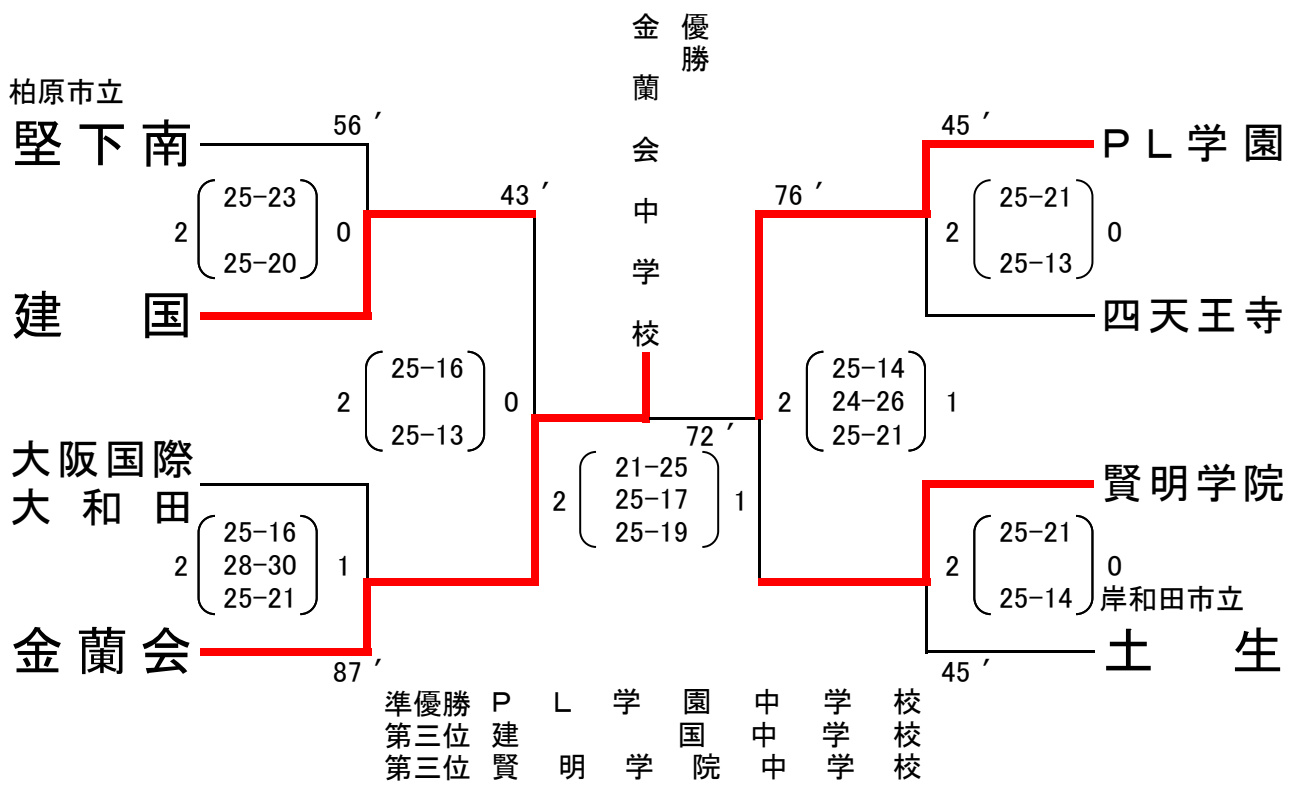 優勝
金蘭会中学校
柏原市立
堅下南
56′
2 25-23 0
25-20
建国
43′
2 25-16 0
25-13
大阪国際
大和田
25-16
2 28-30 1
25-21
金蘭会
87′
72′
21-25
2 25-17 1
25-19
45′
PL学園
2 25-21 0
25-13
四天王寺
76′
25-14
2 24-26 1
25-21
賢明学院
2 25-21 0
25-14
岸和田市立
土生
45′
準優勝 PL学園中学校
第三位 建国中学校
第三位 賢明学院中学校